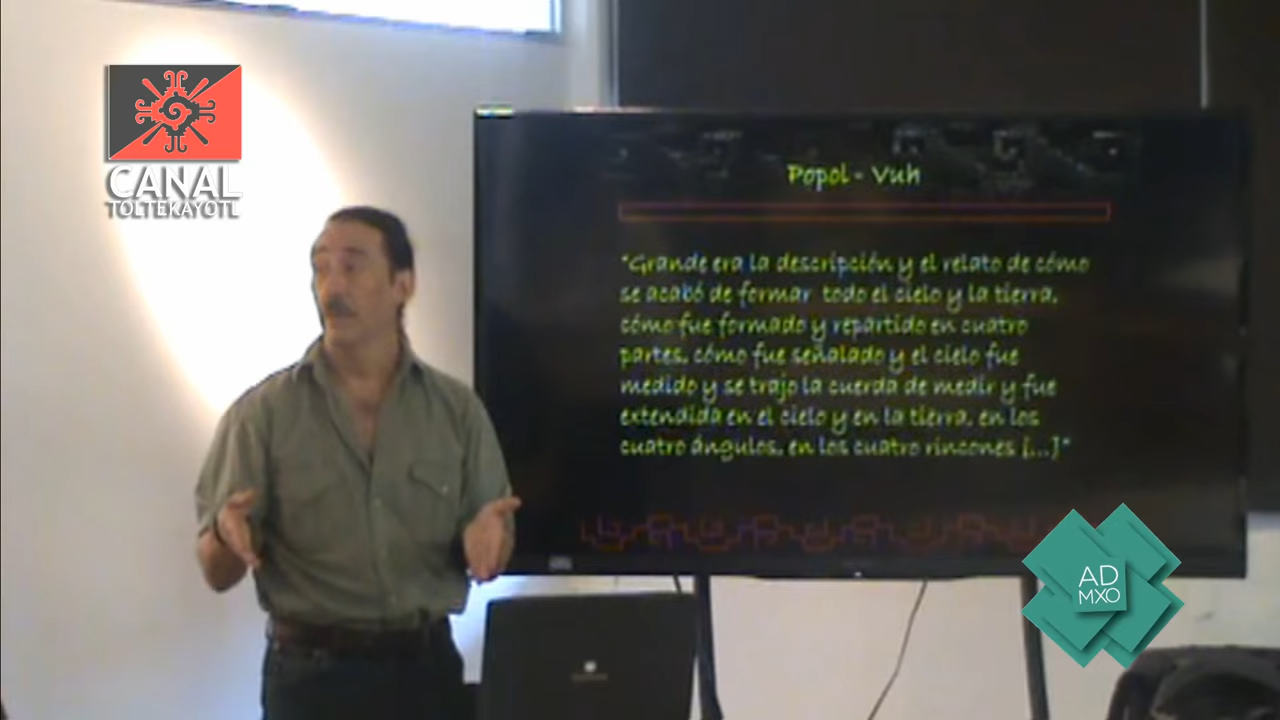 CANAL
TOLTEKAYOTL
Popol - Vuh
"Grande era la descripción y el relato de cómo
se acabó de formar todo el cielo y la tierra,
cómo fue formado y repartido en cuatro
partes, cómo fue señalado y el cielo fue
medido y se trajo la cuerda de medir y fue
extendida en el cielo y en la tierra, en los
cuatro ángulos, en los cuatro rincones [...]"
AD
MXO